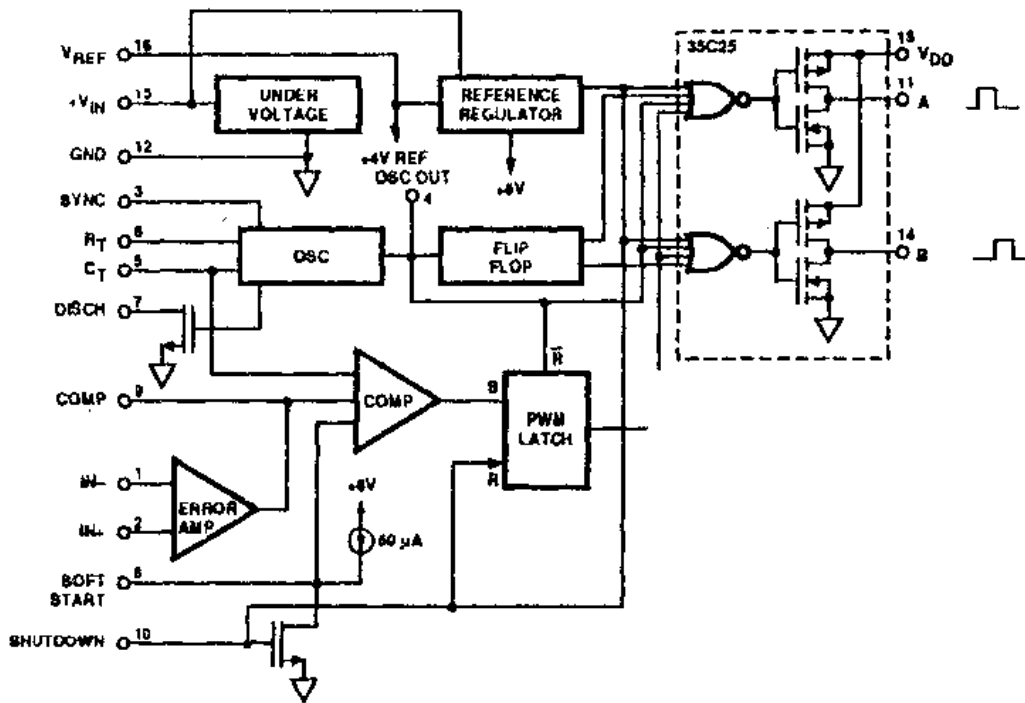 VREF 16
+VIN 15
GND 12
SYNC 3
RT 6
CT 5
DISCH 7
COMP 9
IN– 1
IN+ 2
SOFT START 8
SHUTDOWN 10
UNDER VOLTAGE
+4V REF
OSC OUT
4
REFERENCE REGULATOR
+6V
OSC
FLIP FLOP
COMP
S
R̅
PWM LATCH
R
ERROR AMP
+6V
50 µA
35C25
13 VDD
11 A
14 B